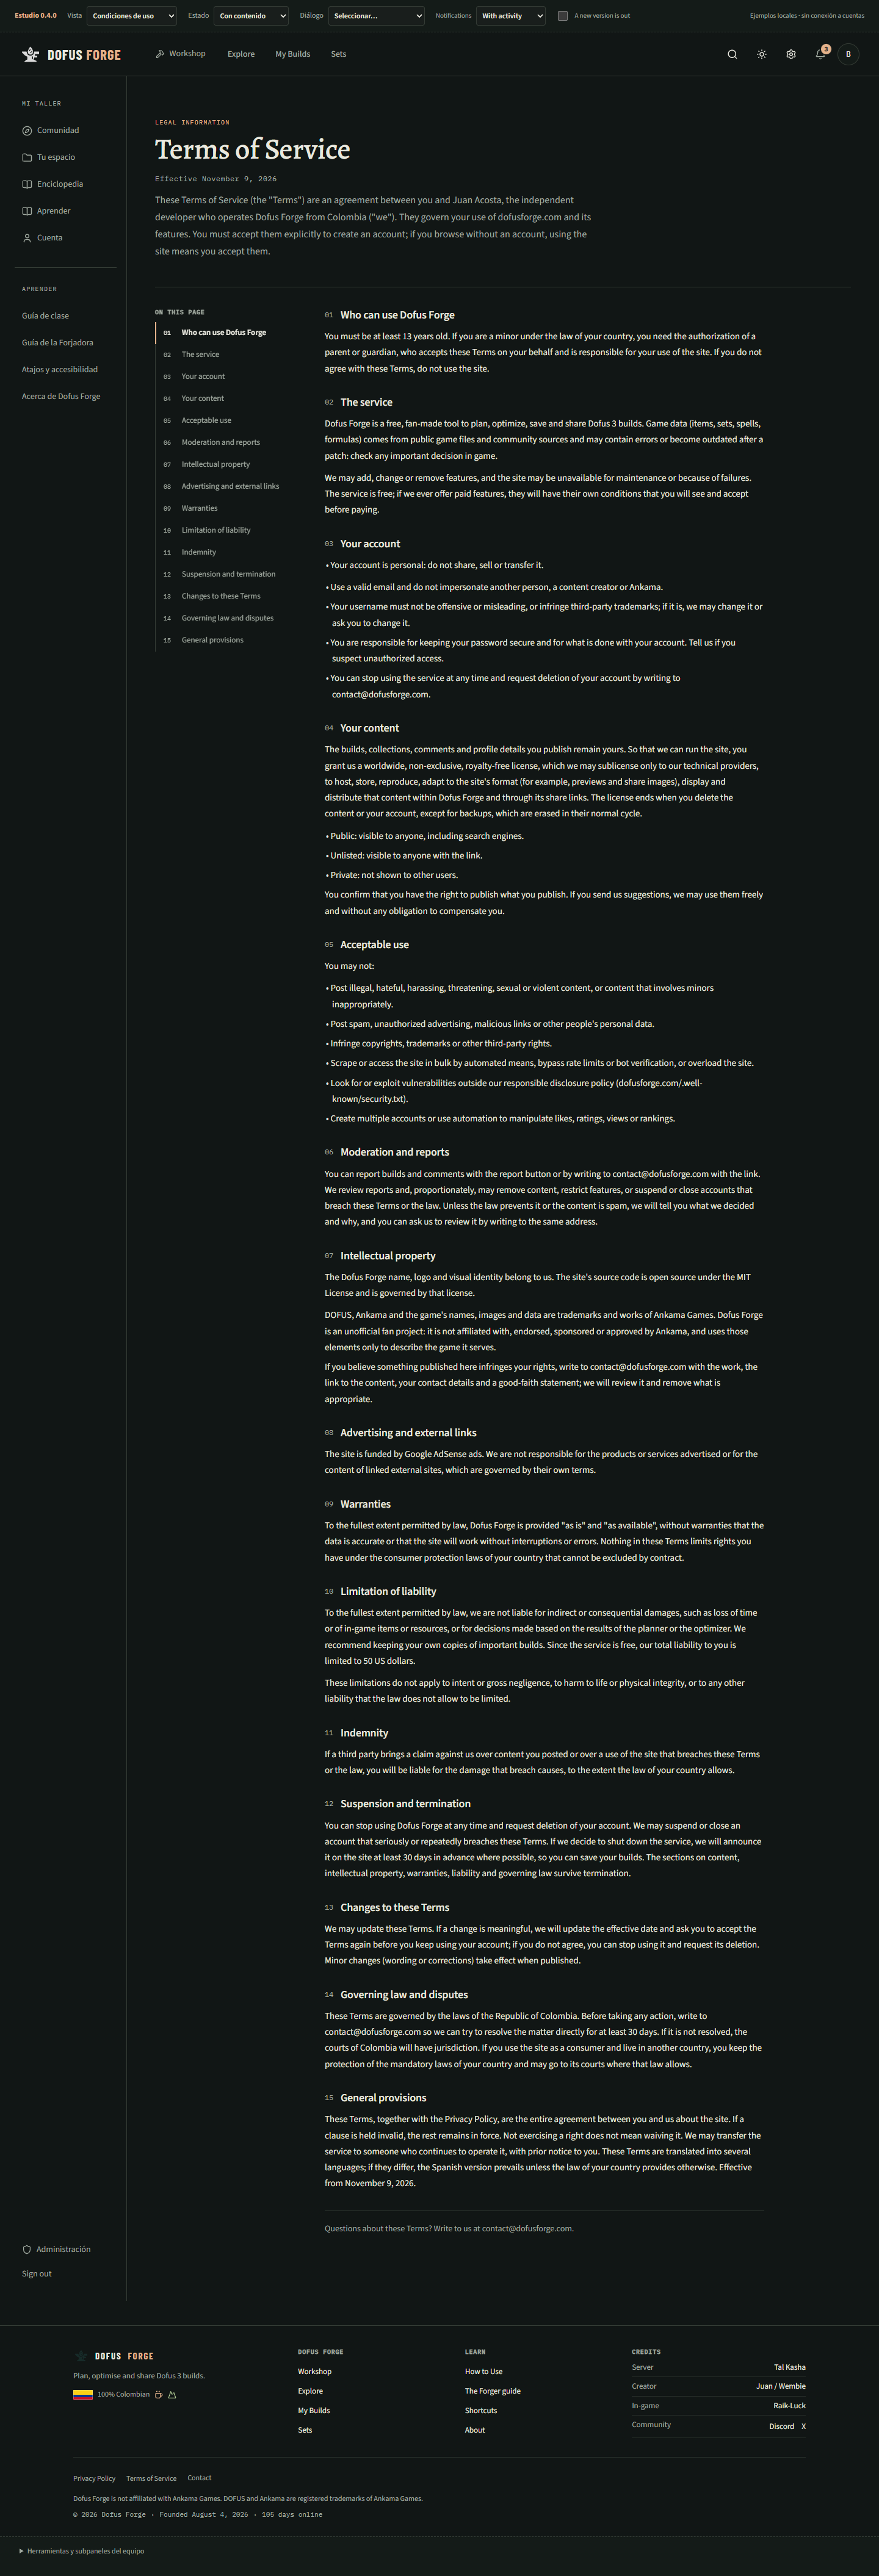 Estudio 0.4.0 Vista Condiciones de uso Estado Con contenido Diálogo Seleccionar... Notifications With activity A new version is out Ejemplos locales · sin conexión a cuentas
DOFUS FORGE Workshop Explore My Builds Sets 3 B
MI TALLER
Comunidad
Tu espacio
Enciclopedia
Aprender
Cuenta
APRENDER
Guía de clase
Guía de la Forjadora
Atajos y accesibilidad
Acerca de Dofus Forge
LEGAL INFORMATION
Terms of Service
Effective November 9, 2026
These Terms of Service (the "Terms") are an agreement between you and Juan Acosta, the independent
developer who operates Dofus Forge from Colombia ("we"). They govern your use of dofusforge.com and its
features. You must accept them explicitly to create an account; if you browse without an account, using the
site means you accept them.
ON THIS PAGE
01 Who can use Dofus Forge
02 The service
03 Your account
04 Your content
05 Acceptable use
06 Moderation and reports
07 Intellectual property
08 Advertising and external links
09 Warranties
10 Limitation of liability
11 Indemnity
12 Suspension and termination
13 Changes to these Terms
14 Governing law and disputes
15 General provisions
01 Who can use Dofus Forge
You must be at least 13 years old. If you are a minor under the law of your country, you need the authorization of a
parent or guardian, who accepts these Terms on your behalf and is responsible for your use of the site. If you do not
agree with these Terms, do not use the site.
02 The service
Dofus Forge is a free, fan-made tool to plan, optimize, save and share Dofus 3 builds. Game data (items, sets, spells,
formulas) comes from public game files and community sources and may contain errors or become outdated after a
patch: check any important decision in game.
We may add, change or remove features, and the site may be unavailable for maintenance or because of failures.
The service is free; if we ever offer paid features, they will have their own conditions that you will see and accept
before paying.
03 Your account
• Your account is personal: do not share, sell or transfer it.
• Use a valid email and do not impersonate another person, a content creator or Ankama.
• Your username must not be offensive or misleading, or infringe third-party trademarks; if it is, we may change it or
ask you to change it.
• You are responsible for keeping your password secure and for what is done with your account. Tell us if you
suspect unauthorized access.
• You can stop using the service at any time and request deletion of your account by writing to
contact@dofusforge.com.
04 Your content
The builds, collections, comments and profile details you publish remain yours. So that we can run the site, you
grant us a worldwide, non-exclusive, royalty-free license, which we may sublicense only to our technical providers,
to host, store, reproduce, adapt to the site's format (for example, previews and share images), display and
distribute that content within Dofus Forge and through its share links. The license ends when you delete the
content or your account, except for backups, which are erased in their normal cycle.
• Public: visible to anyone, including search engines.
• Unlisted: visible to anyone with the link.
• Private: not shown to other users.
You confirm that you have the right to publish what you publish. If you send us suggestions, we may use them freely
and without any obligation to compensate you.
05 Acceptable use
You may not:
• Post illegal, hateful, harassing, threatening, sexual or violent content, or content that involves minors
inappropriately.
• Post spam, unauthorized advertising, malicious links or other people's personal data.
• Infringe copyrights, trademarks or other third-party rights.
• Scrape or access the site in bulk by automated means, bypass rate limits or bot verification, or overload the site.
• Look for or exploit vulnerabilities outside our responsible disclosure policy (dofusforge.com/.well-
known/security.txt).
• Create multiple accounts or use automation to manipulate likes, ratings, views or rankings.
06 Moderation and reports
You can report builds and comments with the report button or by writing to contact@dofusforge.com with the link.
We review reports and, proportionately, may remove content, restrict features, or suspend or close accounts that
breach these Terms or the law. Unless the law prevents it or the content is spam, we will tell you what we decided
and why, and you can ask us to review it by writing to the same address.
07 Intellectual property
The Dofus Forge name, logo and visual identity belong to us. The site's source code is open source under the MIT
License and is governed by that license.
DOFUS, Ankama and the game's names, images and data are trademarks and works of Ankama Games. Dofus Forge
is an unofficial fan project: it is not affiliated with, endorsed, sponsored or approved by Ankama, and uses those
elements only to describe the game it serves.
If you believe something published here infringes your rights, write to contact@dofusforge.com with the work, the
link to the content, your contact details and a good-faith statement; we will review it and remove what is
appropriate.
08 Advertising and external links
The site is funded by Google AdSense ads. We are not responsible for the products or services advertised or for the
content of linked external sites, which are governed by their own terms.
09 Warranties
To the fullest extent permitted by law, Dofus Forge is provided "as is" and "as available", without warranties that the
data is accurate or that the site will work without interruptions or errors. Nothing in these Terms limits rights you
have under the consumer protection laws of your country that cannot be excluded by contract.
10 Limitation of liability
To the fullest extent permitted by law, we are not liable for indirect or consequential damages, such as loss of time
or of in-game items or resources, or for decisions made based on the results of the planner or the optimizer. We
recommend keeping your own copies of important builds. Since the service is free, our total liability to you is
limited to 50 US dollars.
These limitations do not apply to intent or gross negligence, to harm to life or physical integrity, or to any other
liability that the law does not allow to be limited.
11 Indemnity
If a third party brings a claim against us over content you posted or over a use of the site that breaches these Terms
or the law, you will be liable for the damage that breach causes, to the extent the law of your country allows.
12 Suspension and termination
You can stop using Dofus Forge at any time and request deletion of your account. We may suspend or close an
account that seriously or repeatedly breaches these Terms. If we decide to shut down the service, we will announce
it on the site at least 30 days in advance where possible, so you can save your builds. The sections on content,
intellectual property, warranties, liability and governing law survive termination.
13 Changes to these Terms
We may update these Terms. If a change is meaningful, we will update the effective date and ask you to accept the
Terms again before you keep using your account; if you do not agree, you can stop using it and request its deletion.
Minor changes (wording or corrections) take effect when published.
14 Governing law and disputes
These Terms are governed by the laws of the Republic of Colombia. Before taking any action, write to
contact@dofusforge.com so we can try to resolve the matter directly for at least 30 days. If it is not resolved, the
courts of Colombia will have jurisdiction. If you use the site as a consumer and live in another country, you keep the
protection of the mandatory laws of your country and may go to its courts where that law allows.
15 General provisions
These Terms, together with the Privacy Policy, are the entire agreement between you and us about the site. If a
clause is held invalid, the rest remains in force. Not exercising a right does not mean waiving it. We may transfer the
service to someone who continues to operate it, with prior notice to you. These Terms are translated into several
languages; if they differ, the Spanish version prevails unless the law of your country provides otherwise. Effective
from November 9, 2026.
Questions about these Terms? Write to us at contact@dofusforge.com.
Administración
Sign out
DOFUS FORGE
Plan, optimise and share Dofus 3 builds.
100% Colombian
DOFUS FORGE
Workshop
Explore
My Builds
Sets
LEARN
How to Use
The Forger guide
Shortcuts
About
CREDITS
Server Tal Kasha
Creator Juan / Wembie
In-game Raik-Luck
Community Discord X
Privacy Policy Terms of Service Contact
Dofus Forge is not affiliated with Ankama Games. DOFUS and Ankama are registered trademarks of Ankama Games.
© 2026 Dofus Forge · Founded August 4, 2026 · 105 days online
▶ Herramientas y subpaneles del equipo